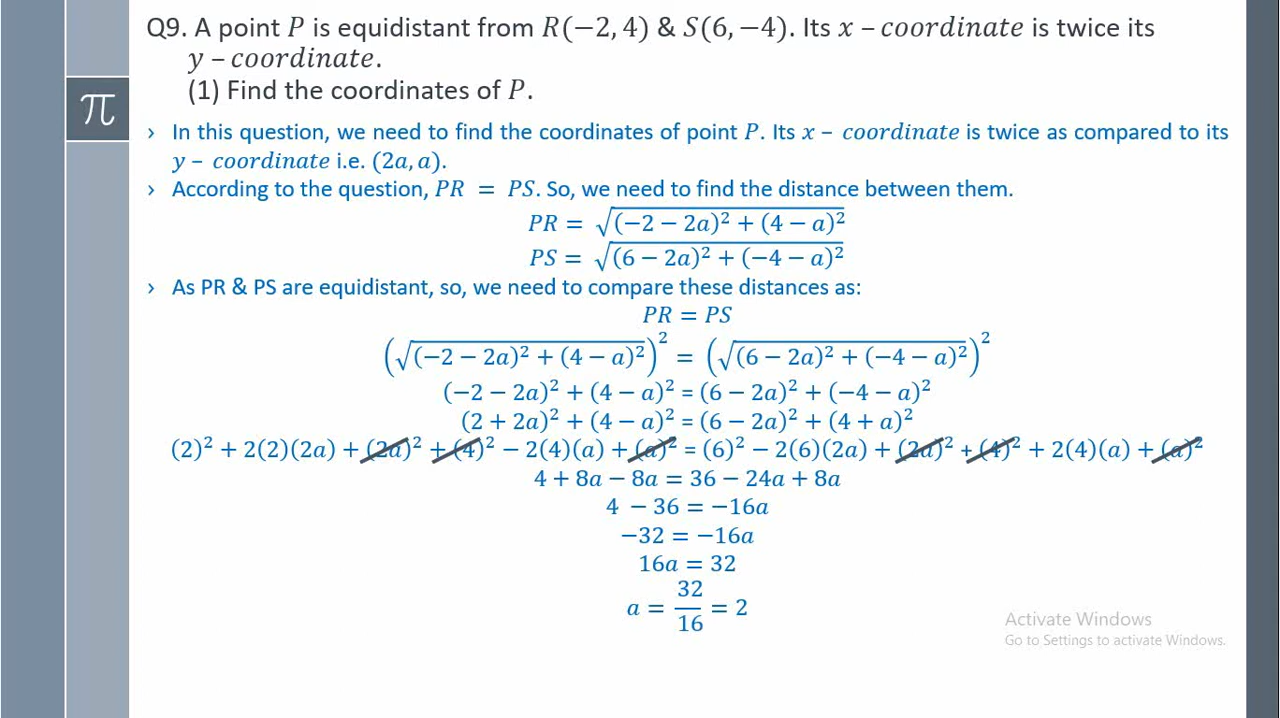 Q9. A point P is equidistant from R(−2, 4) & S(6, −4). Its x – coordinate is twice its
y – coordinate.
(1) Find the coordinates of P.
π
› In this question, we need to find the coordinates of point P. Its x – coordinate is twice as compared to its
y – coordinate i.e. (2a, a).
› According to the question, PR = PS. So, we need to find the distance between them.
PR = √((−2 − 2a)² + (4 − a)²)
PS = √((6 − 2a)² + (−4 − a)²)
› As PR & PS are equidistant, so, we need to compare these distances as:
PR = PS
(√((−2 − 2a)² + (4 − a)²))² = (√((6 − 2a)² + (−4 − a)²))²
(−2 − 2a)² + (4 − a)² = (6 − 2a)² + (−4 − a)²
(2 + 2a)² + (4 − a)² = (6 − 2a)² + (4 + a)²
(2)² + 2(2)(2a) + (2a)² + (4)² − 2(4)(a) + (a)² = (6)² − 2(6)(2a) + (2a)² + (4)² + 2(4)(a) + (a)²
4 + 8a − 8a = 36 − 24a + 8a
4 − 36 = −16a
−32 = −16a
16a = 32
a = 32/16 = 2
Activate Windows
Go to Settings to activate Windows.